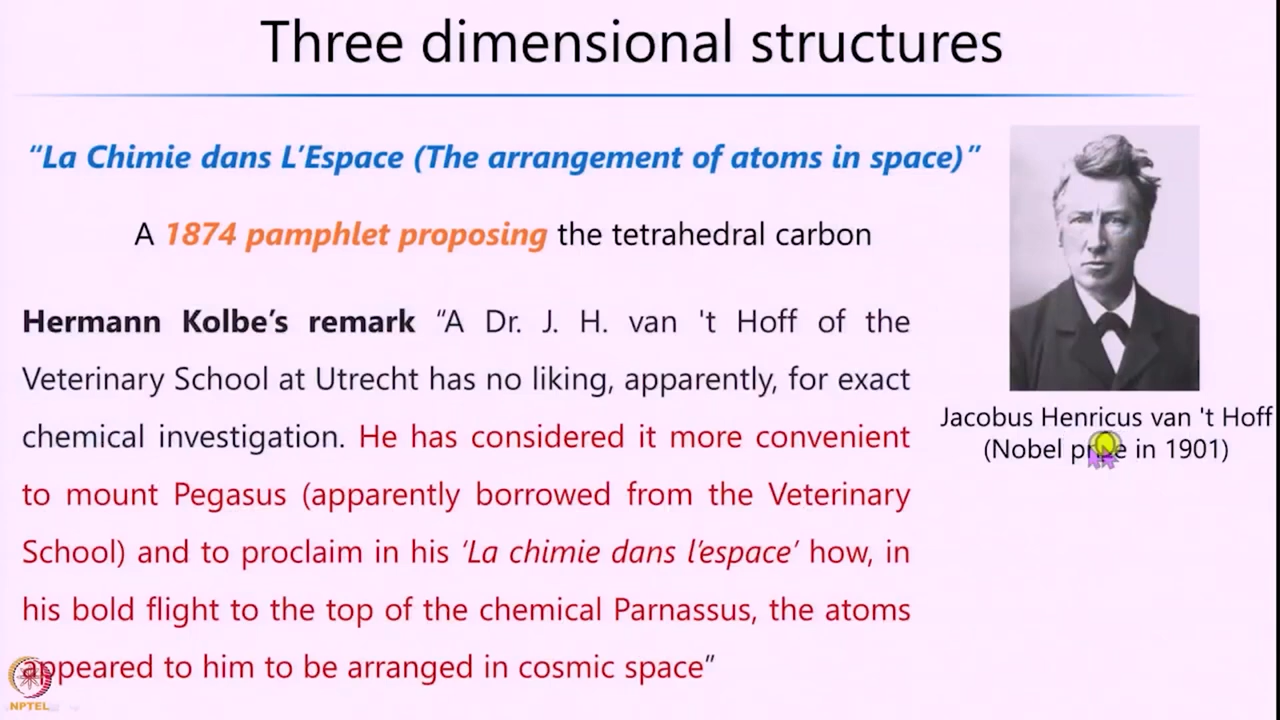 Three dimensional structures
“La Chimie dans L’Espace (The arrangement of atoms in space)”
A 1874 pamphlet proposing the tetrahedral carbon
Hermann Kolbe’s remark “A Dr. J. H. van 't Hoff of the
Veterinary School at Utrecht has no liking, apparently, for exact
chemical investigation. He has considered it more convenient
to mount Pegasus (apparently borrowed from the Veterinary
School) and to proclaim in his ‘La chimie dans l’espace’ how, in
his bold flight to the top of the chemical Parnassus, the atoms
appeared to him to be arranged in cosmic space”
Jacobus Henricus van 't Hoff
(Nobel prize in 1901)
NPTEL